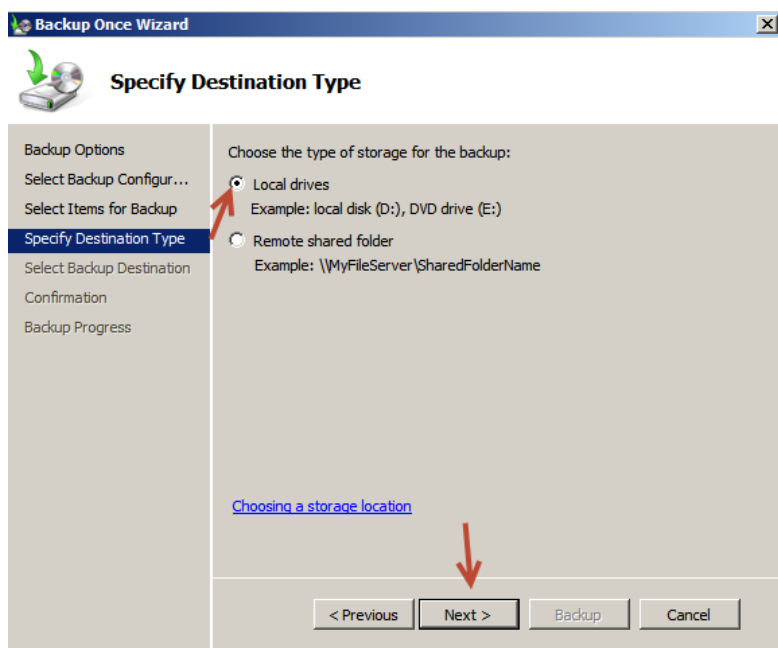 Backup Once Wizard
Specify Destination Type
Backup Options
Select Backup Configur...
Select Items for Backup
Specify Destination Type
Select Backup Destination
Confirmation
Backup Progress
Choose the type of storage for the backup:
Local drives
Example: local disk (D:), DVD drive (E:)
Remote shared folder
Example: \\MyFileServer\SharedFolderName
Choosing a storage location
< Previous
Next >
Backup
Cancel